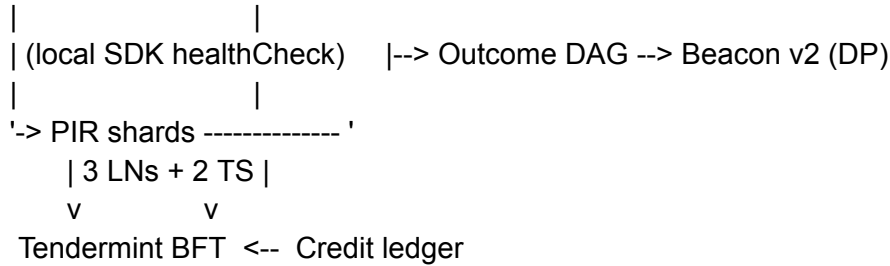 |                                 |
| (local SDK healthCheck)     |--> Outcome DAG --> Beacon v2 (DP)
|                                 |
'-> PIR shards -------------- '
| 3 LNs + 2 TS |
v                 v
Tendermint BFT  <--  Credit ledger